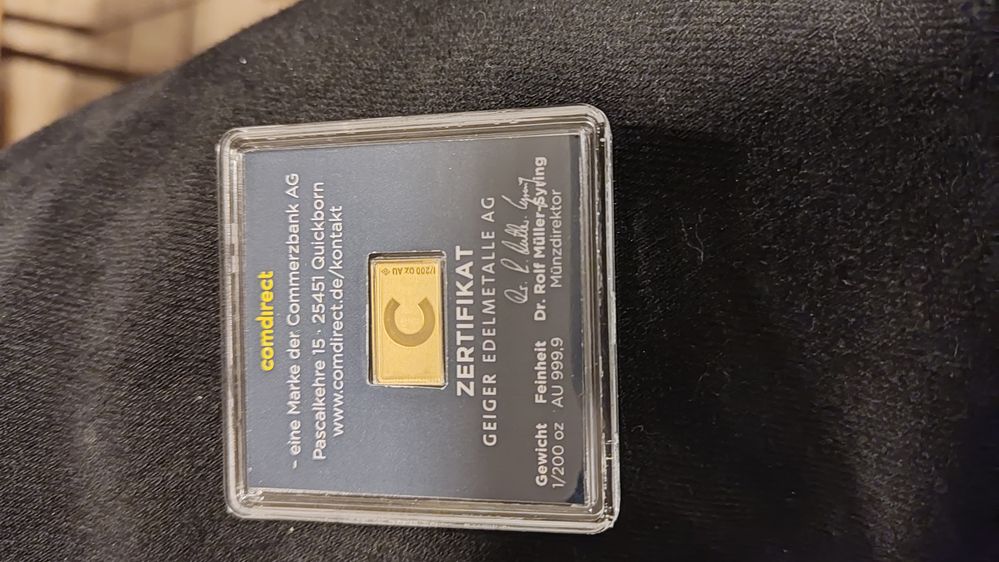 comdirect
– eine Marke der Commerzbank AG
Pascalkehre 15 · 25451 Quickborn
www.comdirect.de/kontakt
1/200 oz AU
C
ZERTIFIKAT
GEIGER EDELMETALLE AG
Gewicht Feinheit Dr. Rolf Müller-Syring
1/200 oz AU 999,9 Münzdirektor